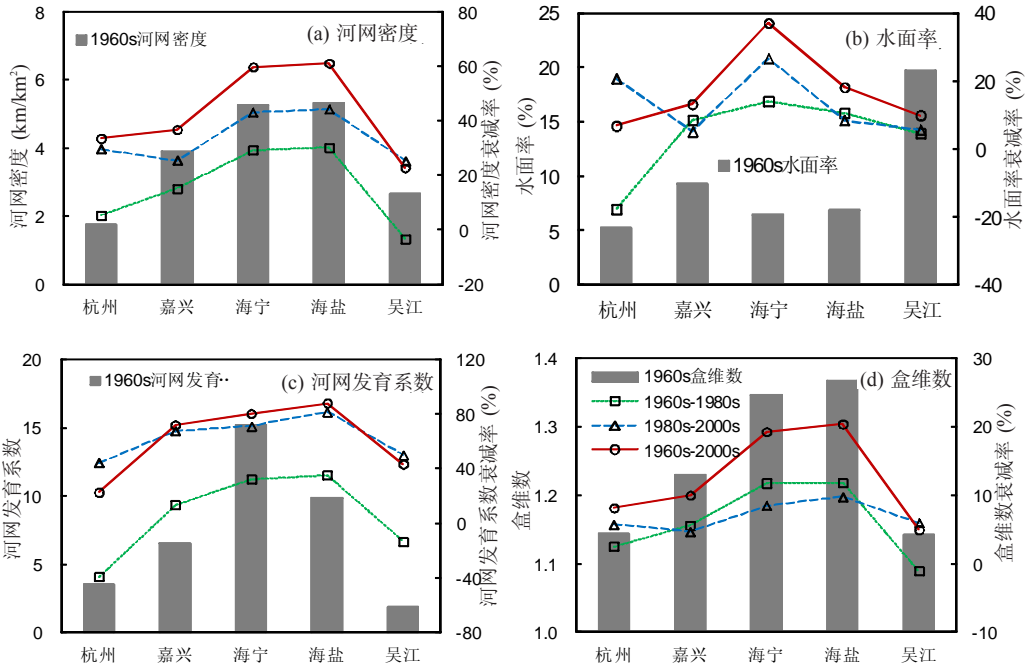 (a) 河网密度
1960s河网密度
河网密度 (km/km²)
8
6
4
2
0
80
60
40
20
0
-20
河网密度衰减率 (%)
杭州 嘉兴 海宁 海盐 吴江
(b) 水面率
1960s水面率
水面率 (%)
25
20
15
10
5
0
40
20
0
-20
-40
水面率衰减率 (%)
杭州 嘉兴 海宁 海盐 吴江
(c) 河网发育系数
1960s河网发育··
河网发育系数
20
15
10
5
0
120
80
40
0
-40
-80
河网发育系数衰减率 (%)
杭州 嘉兴 海宁 海盐 吴江
(d) 盒维数
1960s盒维数
1960s-1980s
1980s-2000s
1960s-2000s
盒维数
1.4
1.3
1.2
1.1
1.0
30
20
10
0
-10
盒维数衰减率 (%)
杭州 嘉兴 海宁 海盐 吴江